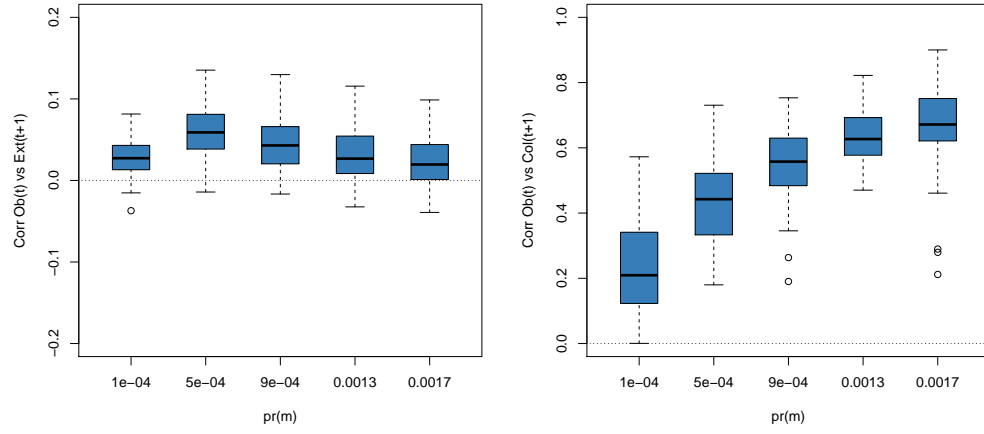 Corr Ob(t) vs Ext(t+1)
0.2
0.1
0.0
−0.1
−0.2
1e−04 5e−04 9e−04 0.0013 0.0017
pr(m)
Corr Ob(t) vs Col(t+1)
1.0
0.8
0.6
0.4
0.2
0.0
1e−04 5e−04 9e−04 0.0013 0.0017
pr(m)